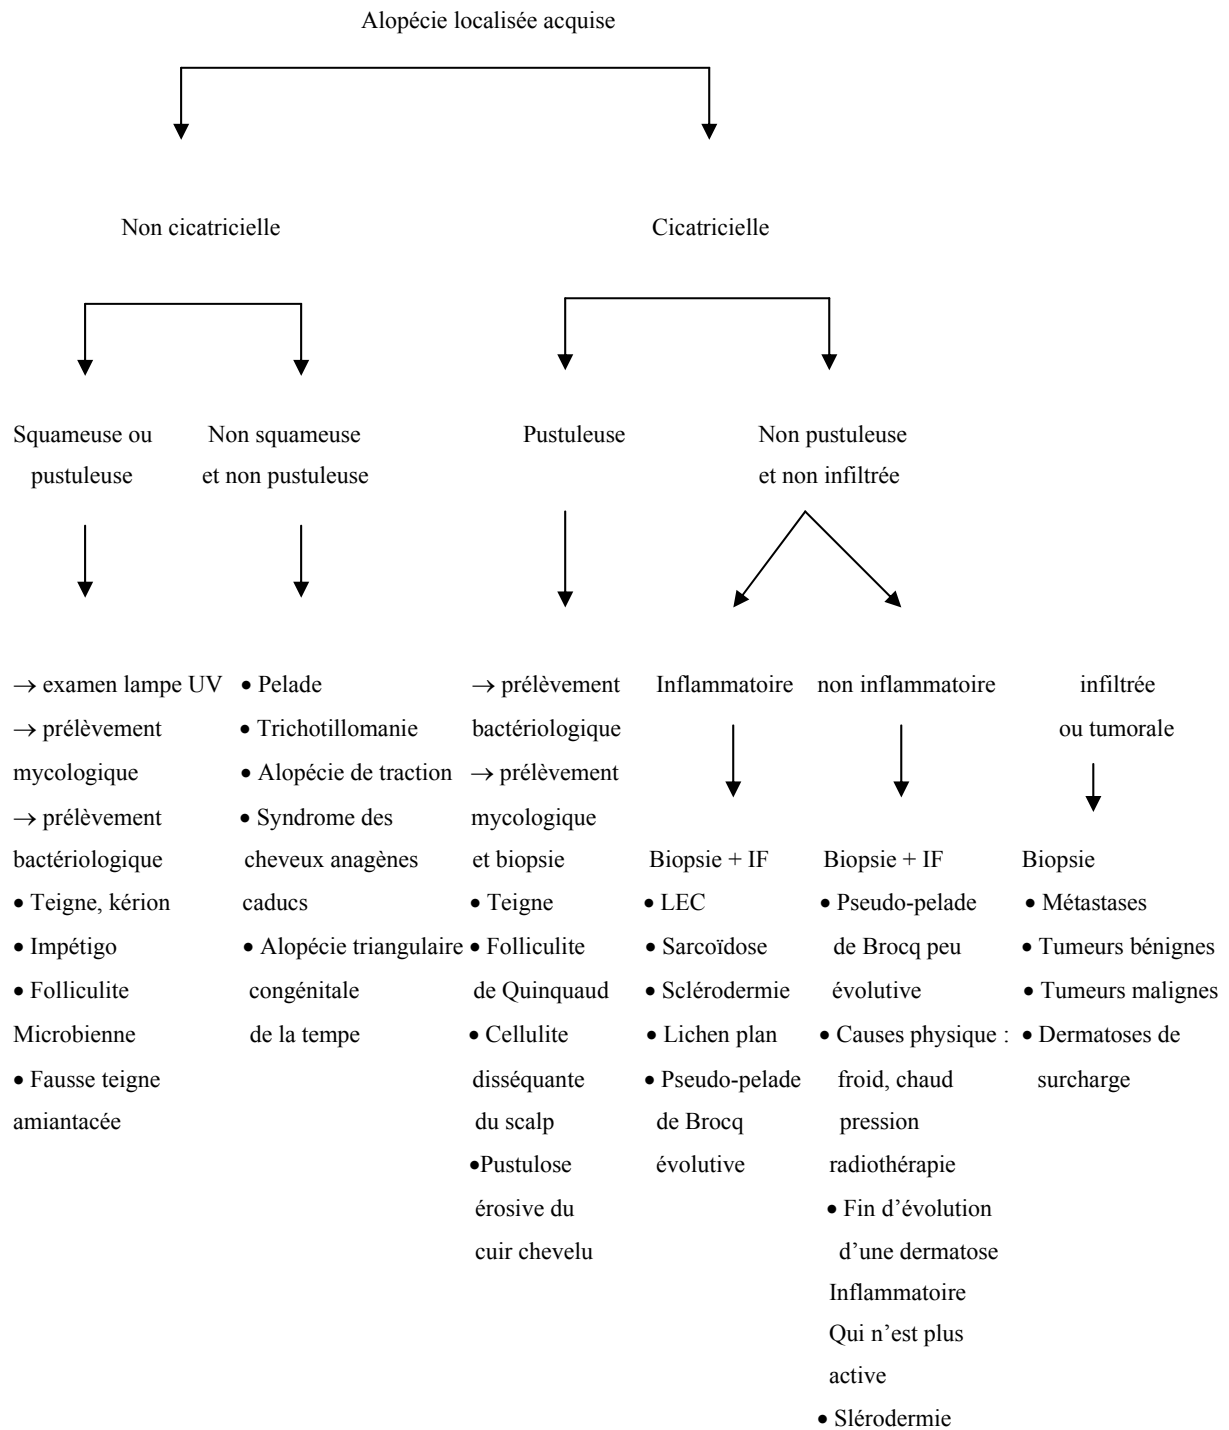 Alopécie localisée acquise
Non cicatricielle
Cicatricielle
Squameuse ou
pustuleuse
Non squameuse
et non pustuleuse
Pustuleuse
Non pustuleuse
et non infiltrée
→ examen lampe UV
→ prélèvement
mycologique
→ prélèvement
bactériologique
• Teigne, kérion
• Impétigo
• Folliculite
Microbienne
• Fausse teigne
amiantacée
• Pelade
• Trichotillomanie
• Alopécie de traction
• Syndrome des
cheveux anagènes
caducs
• Alopécie triangulaire
congénitale
de la tempe
→ prélèvement
bactériologique
→ prélèvement
mycologique
et biopsie
• Teigne
• Folliculite
de Quinquaud
• Cellulite
disséquante
du scalp
•Pustulose
érosive du
cuir chevelu
Inflammatoire
Biopsie + IF
• LEC
• Sarcoïdose
• Sclérodermie
• Lichen plan
• Pseudo-pelade
de Brocq
évolutive
non inflammatoire
Biopsie + IF
• Pseudo-pelade
de Brocq peu
évolutive
• Causes physique :
froid, chaud
pression
radiothérapie
• Fin d’évolution
d’une dermatose
Inflammatoire
Qui n’est plus
active
• Slérodermie
infiltrée
ou tumorale
Biopsie
• Métastases
• Tumeurs bénignes
• Tumeurs malignes
• Dermatoses de
surcharge